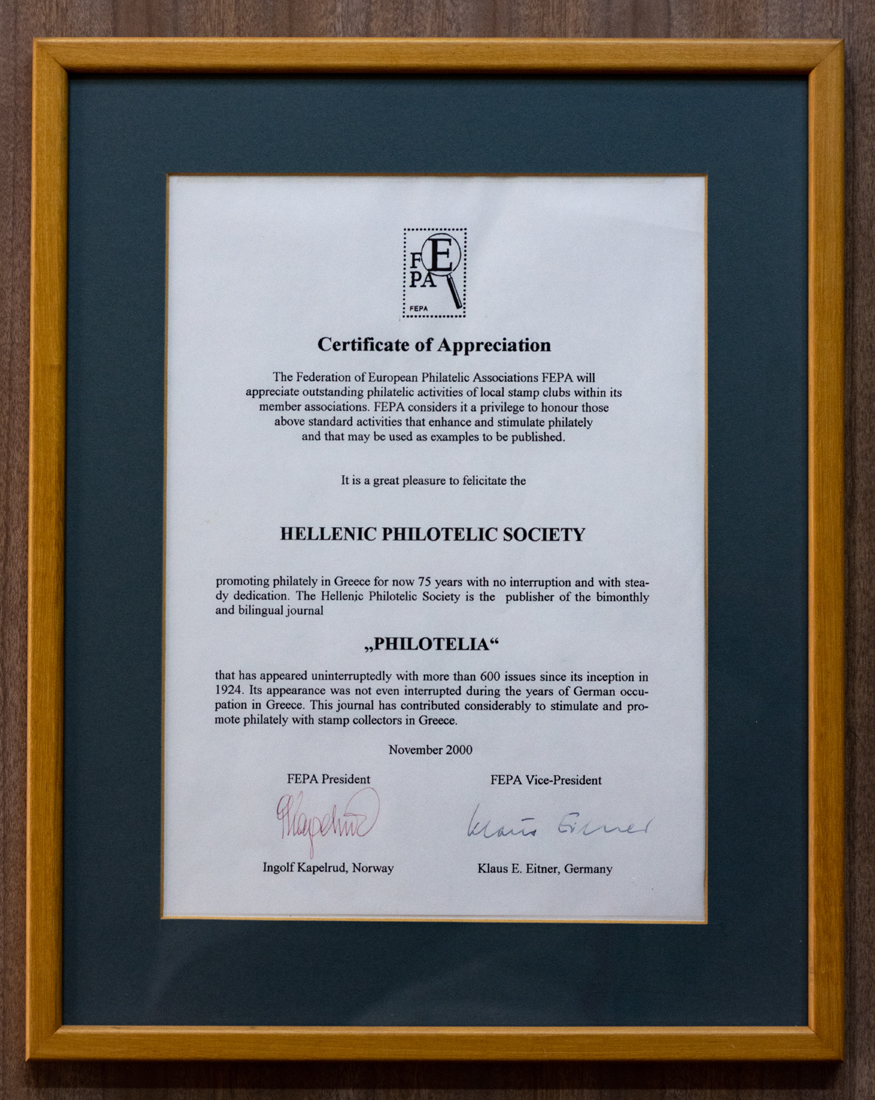 F E
PA
FEPA
Certificate of Appreciation
The Federation of European Philatelic Associations FEPA will
appreciate outstanding philatelic activities of local stamp clubs within its
member associations. FEPA considers it a privilege to honour those
above standard activities that enhance and stimulate philately
and that may be used as examples to be published.
It is a great pleasure to felicitate the
HELLENIC PHILOTELIC SOCIETY
promoting philately in Greece for now 75 years with no interruption and with stea-
dy dedication. The Hellenic Philotelic Society is the publisher of the bimonthly
and bilingual journal
„PHILOTELIA“
that has appeared uninterruptedly with more than 600 issues since its inception in
1924. Its appearance was not even interrupted during the years of German occu-
pation in Greece. This journal has contributed considerably to stimulate and pro-
mote philately with stamp collectors in Greece.
November 2000
FEPA President FEPA Vice-President
Kapelrud Klaus Eitner
Ingolf Kapelrud, Norway Klaus E. Eitner, Germany